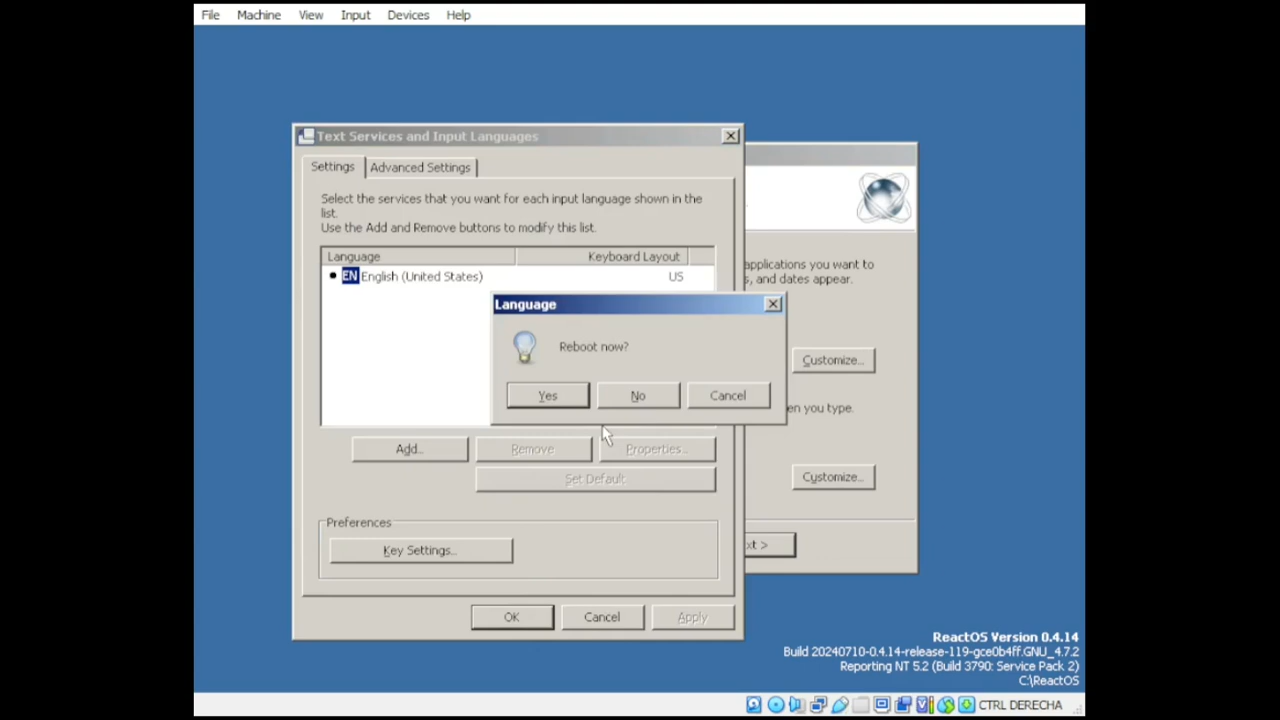 File Machine View Input Devices Help
Text Services and Input Languages
Settings Advanced Settings
Select the services that you want for each input language shown in the
list.
Use the Add and Remove buttons to modify this list.
Language Keyboard Layout
EN English (United States) US
applications you want to
s, and dates appear.
Language
Reboot now?
Yes No Cancel
Customize...
en you type.
Add... Remove Properties...
Set Default
Customize...
Preferences
Key Settings...
xt >
OK Cancel Apply
ReactOS Version 0.4.14
Build 20240710-0.4.14-release-119-gce0b4ff.GNU_4.7.2
Reporting NT 5.2 (Build 3790: Service Pack 2)
C:\ReactOS
CTRL DERECHA